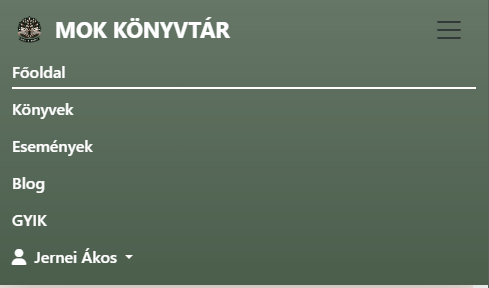 MOK KÖNYVTÁR
Főoldal
Könyvek
Események
Blog
GYIK
Jernei Ákos